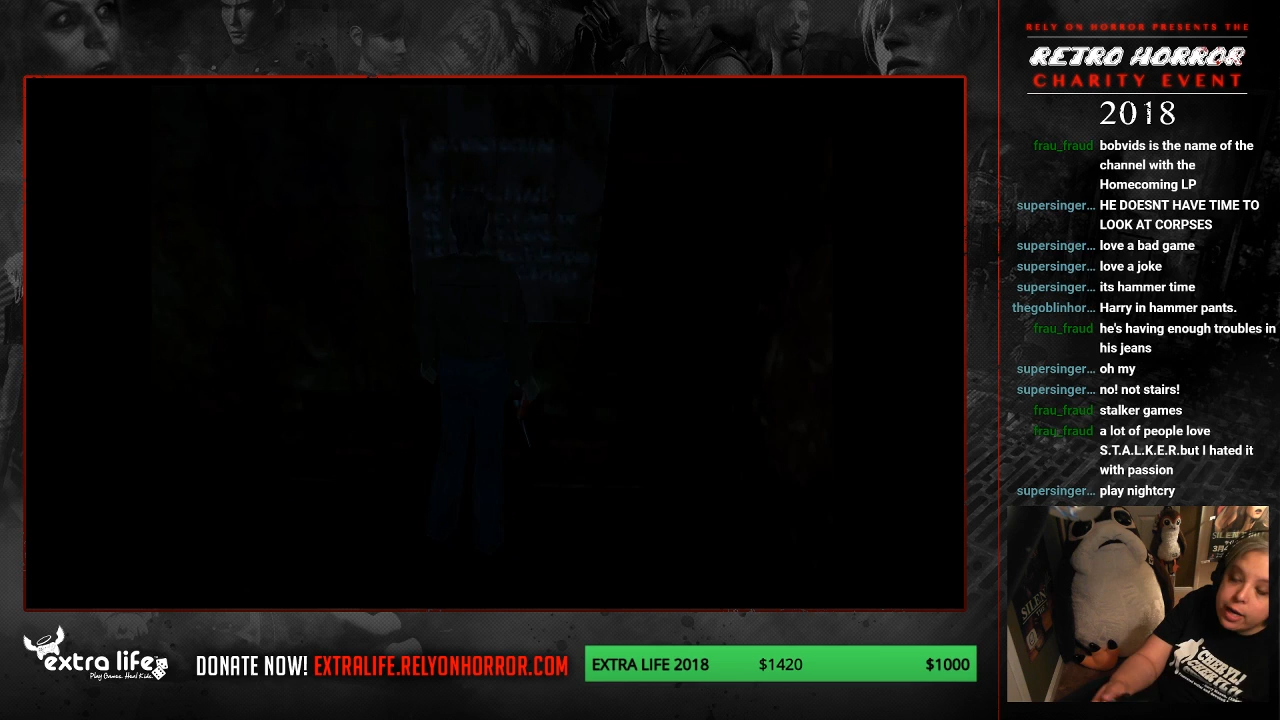 RELY ON HORROR PRESENTS THE
RETRO HORROR
CHARITY EVENT
2018
frau_fraud bobvids is the name of the
channel with the
Homecoming LP
supersinger... HE DOESNT HAVE TIME TO
LOOK AT CORPSES
supersinger... love a bad game
supersinger... love a joke
supersinger... its hammer time
thegoblinhor... Harry in hammer pants.
frau_fraud he's having enough troubles in
his jeans
supersinger... oh my
supersinger... no! not stairs!
frau_fraud stalker games
frau_fraud a lot of people love
S.T.A.L.K.E.R.but I hated it
with passion
supersinger... play nightcry
extra life
Play Games. Heal Kids.
DONATE NOW! EXTRALIFE.RELYONHORROR.COM
EXTRA LIFE 2018 $1420 $1000